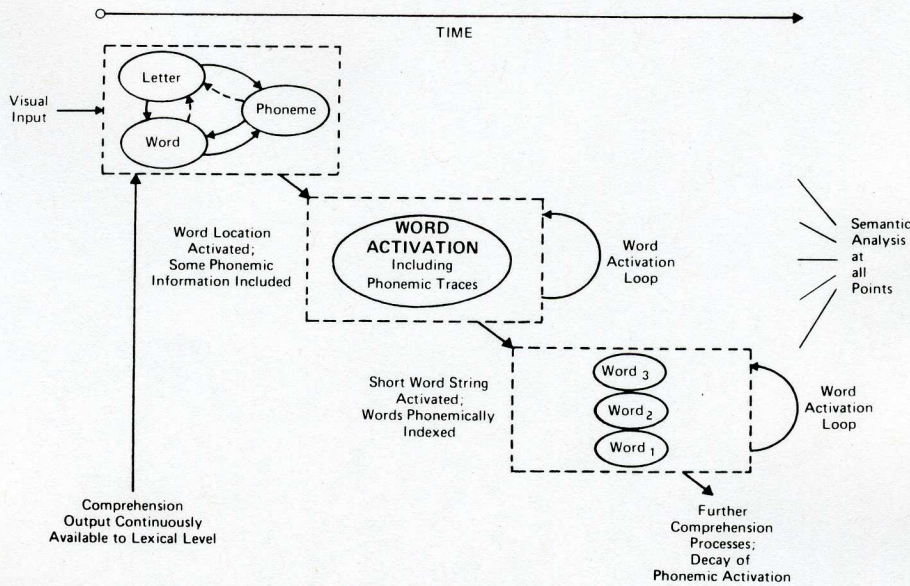 TIME
Visual
Input
Letter
Phoneme
Word
Word Location
Activated;
Some Phonemic
Information Included
WORD
ACTIVATION
Including
Phonemic Traces
Word
Activation
Loop
Semantic
Analysis
at
all
Points
Short Word String
Activated;
Words Phonemically
Indexed
Word 3
Word 2
Word 1
Word
Activation
Loop
Comprehension
Output Continuously
Available to Lexical Level
Further
Comprehension
Processes;
Decay of
Phonemic Activation